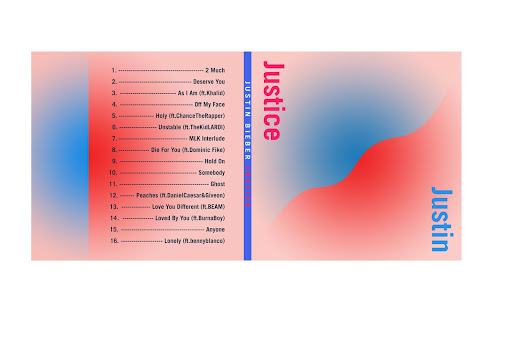 1. ---------------------------------- 2 Much
2. ----------------------------- Deserve You
3. ---------------------- As I Am (ft.Khalid)
4. ----------------------------- Off My Face
5. -------------- Holy (ft.ChanceTheRapper)
6. --------------- Unstable (ft.TheKidLAROI)
7. --------------------------- MLK Interlude
8. ------------ Die For You (ft.Dominic Fike)
9. --------------------------------- Hold On
10. ------------------------------ Somebody
11. ----------------------------------- Ghost
12. ------ Peaches (ft.DanielCaesar&Giveon)
13. ------------ Love You Different (ft.BEAM)
14. ------------- Loved By You (ft.BurnaBoy)
15. --------------------------------- Anyone
16. ----------------- Lonely (ft.bennyblanco)
JUSTIN BIEBER
Justice
Justin